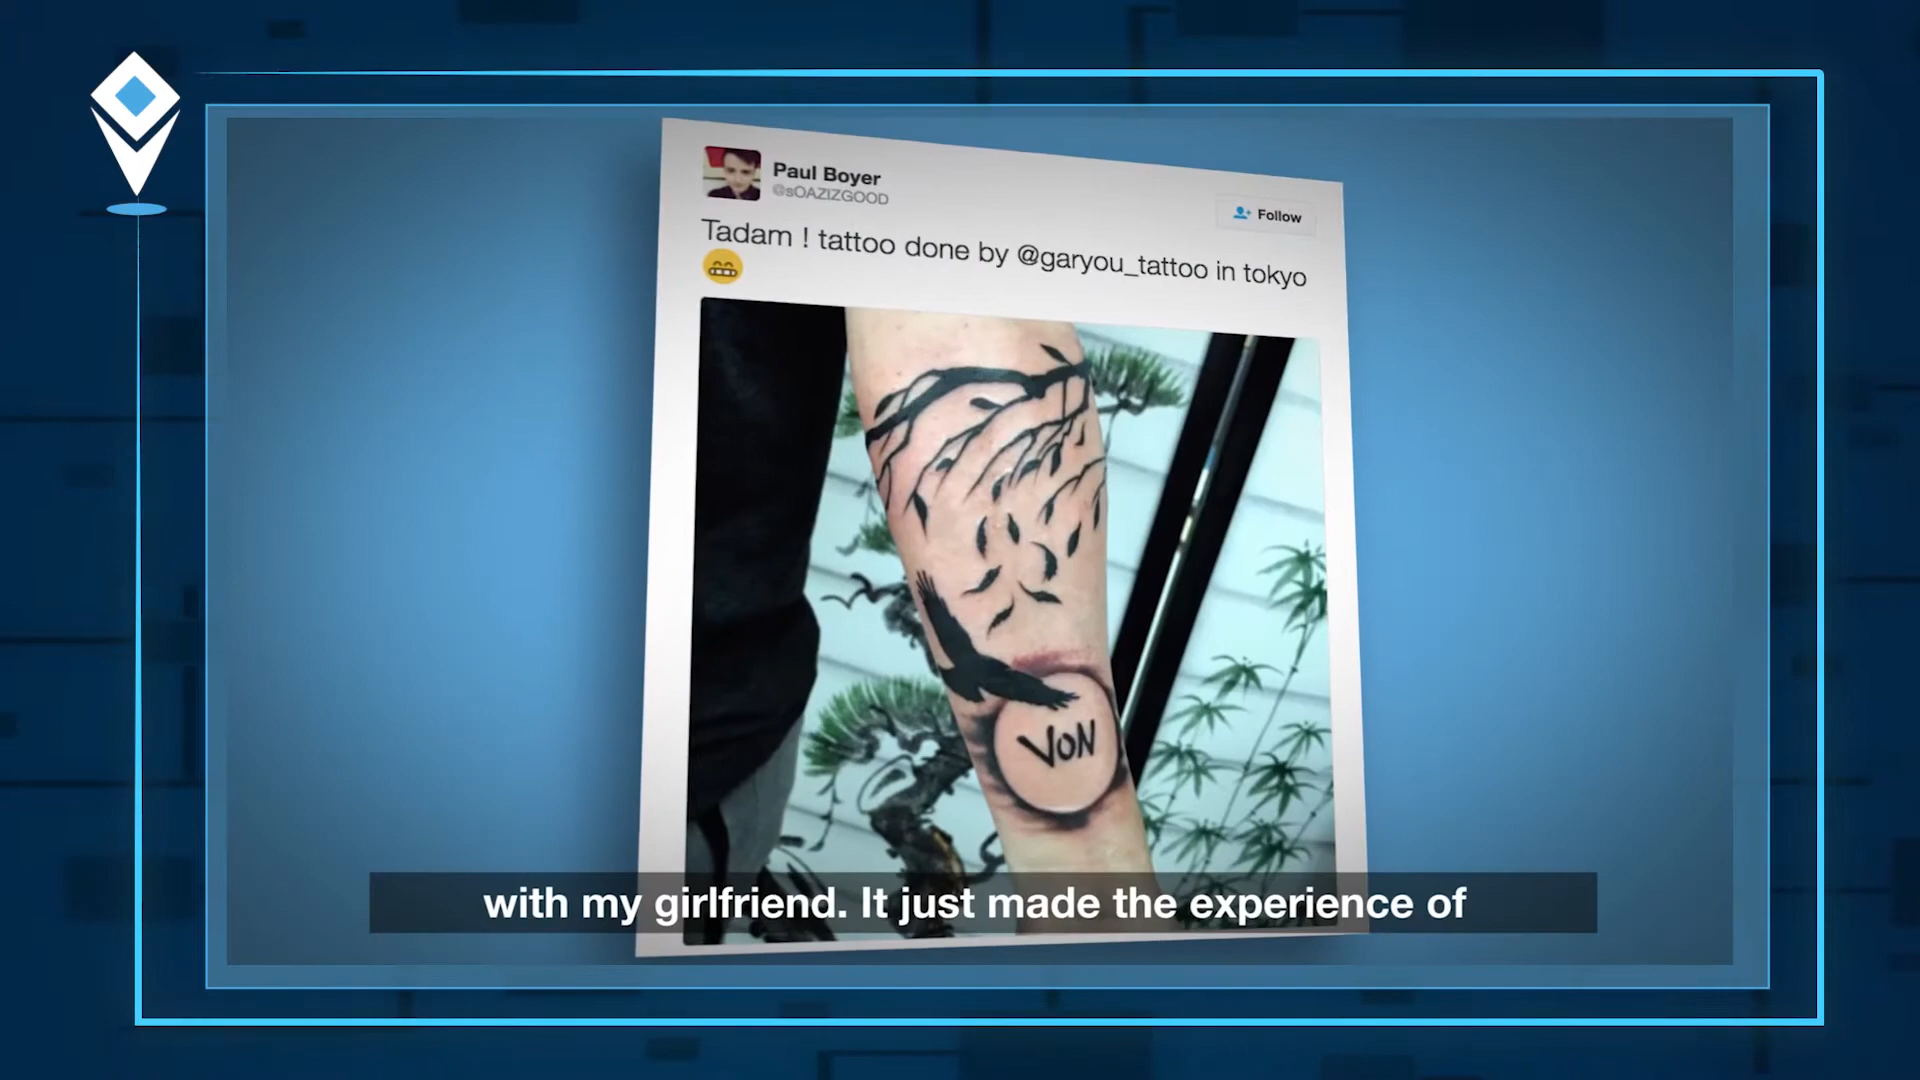 Paul Boyer
@sOAZIZGOOD
Follow
Tadam ! tattoo done by @garyou_tattoo in tokyo
😁
VoN
with my girlfriend. It just made the experience of